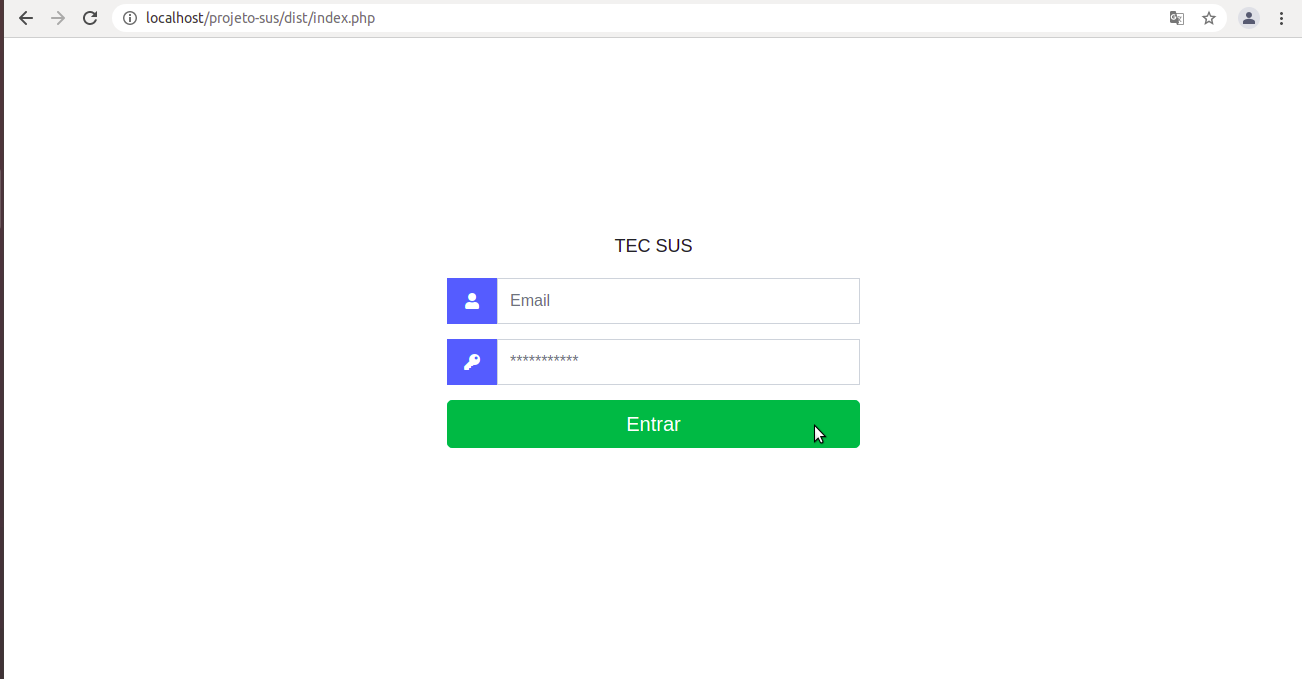 localhost/projeto-sus/dist/index.php
TEC SUS
Email
***********
Entrar